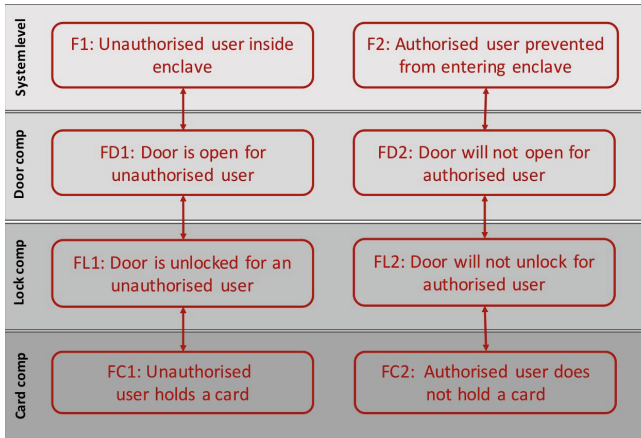 System level
F1: Unauthorised user inside
enclave
F2: Authorised user prevented
from entering enclave
Door comp
FD1: Door is open for
unauthorised user
FD2: Door will not open for
authorised user
Lock comp
FL1: Door is unlocked for an
unauthorised user
FL2: Door will not unlock for
authorised user
Card comp
FC1: Unauthorised
user holds a card
FC2: Authorised user does
not hold a card